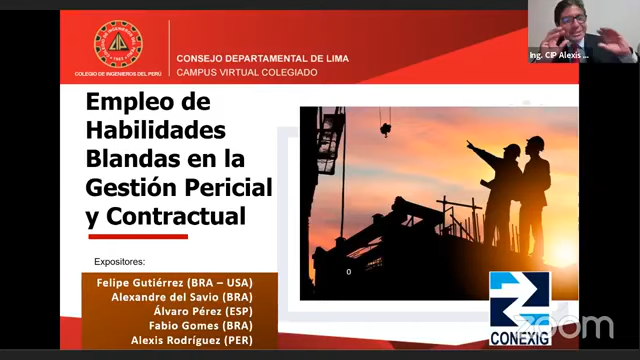 COLEGIO DE INGENIEROS DEL PERÚ
CONSEJO DEPARTAMENTAL DE LIMA
CAMPUS VIRTUAL COLEGIADO
Ing. CIP Alexis ...
Empleo de
Habilidades
Blandas en la
Gestión Pericial
y Contractual
Expositores:
Felipe Gutiérrez (BRA – USA)
Alexandre del Savio (BRA)
Álvaro Pérez (ESP)
Fabio Gomes (BRA)
Alexis Rodríguez (PER)
0
CONEXIG
zoom